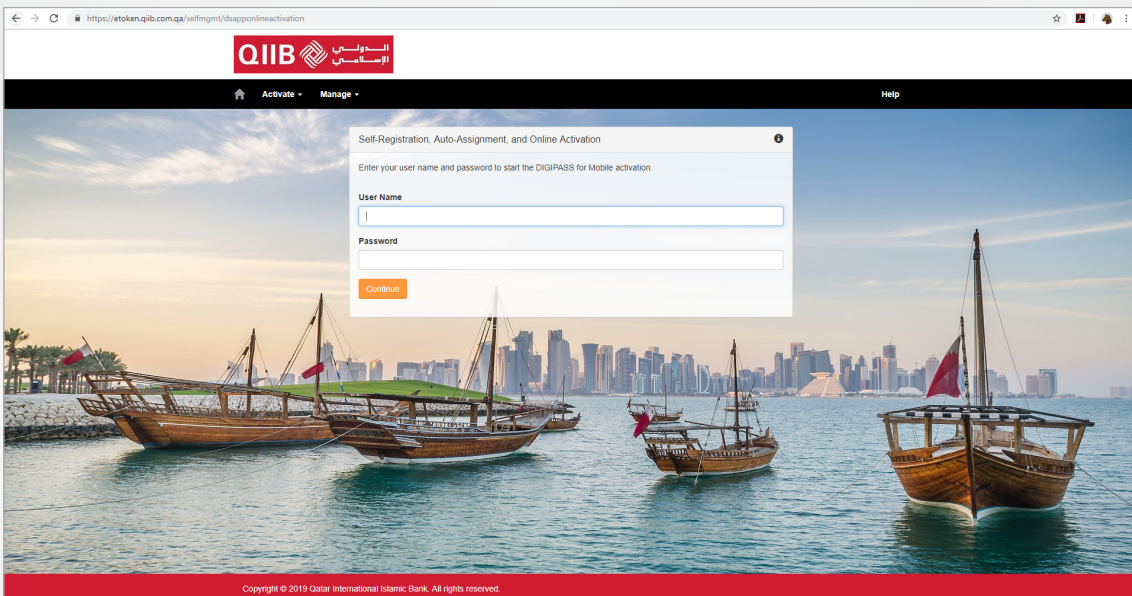 https://etoken.qiib.com.qa/selfmgmt/dsapponlineactivation
QIIB الدولي
الإسلامي
Activate Manage Help
Self-Registration, Auto-Assignment, and Online Activation
Enter your user name and password to start the DIGIPASS for Mobile activation.
User Name
Password
Continue
Copyright © 2019 Qatar International Islamic Bank. All rights reserved.